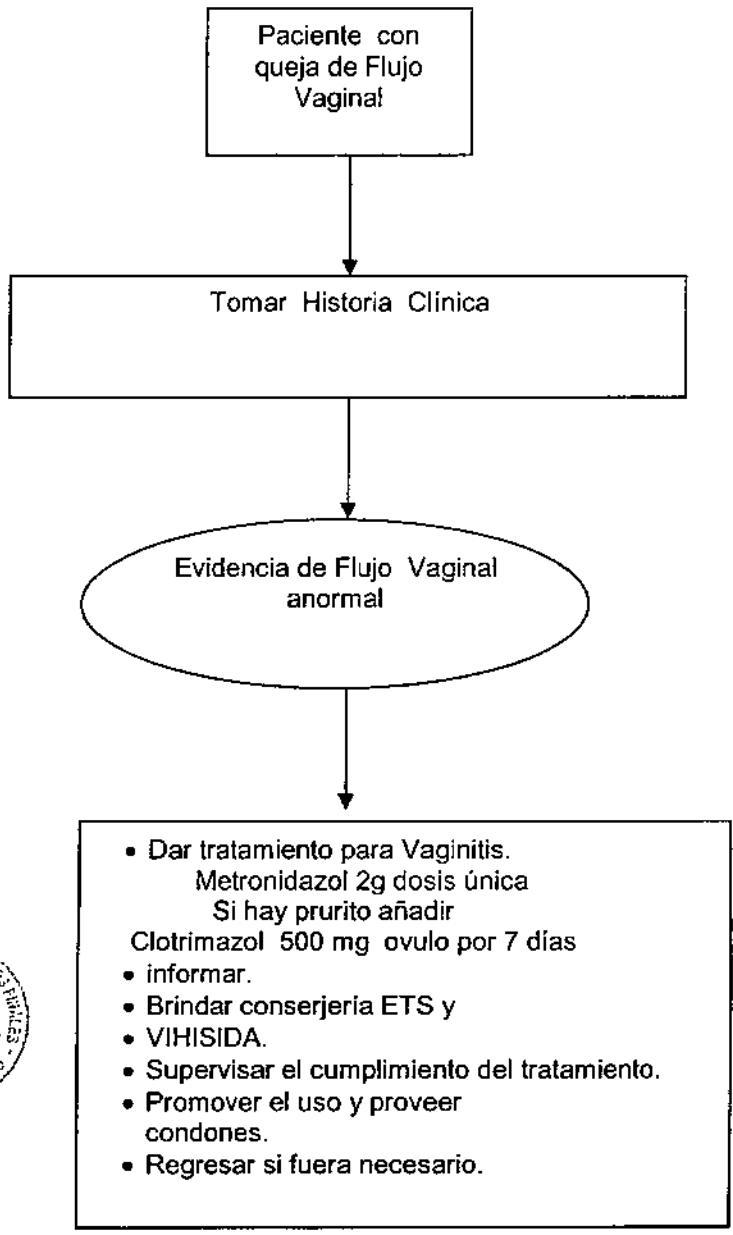 Paciente con
queja de Flujo
Vaginal
Tomar Historia Clínica
Evidencia de Flujo Vaginal
anormal
• Dar tratamiento para Vaginitis.
Metronidazol 2g dosis única
Si hay prurito añadir
Clotrimazol 500 mg ovulo por 7 días
• informar.
• Brindar conserjería ETS y
• VIHISIDA.
• Supervisar el cumplimiento del tratamiento.
• Promover el uso y proveer
condones.
• Regresar si fuera necesario.